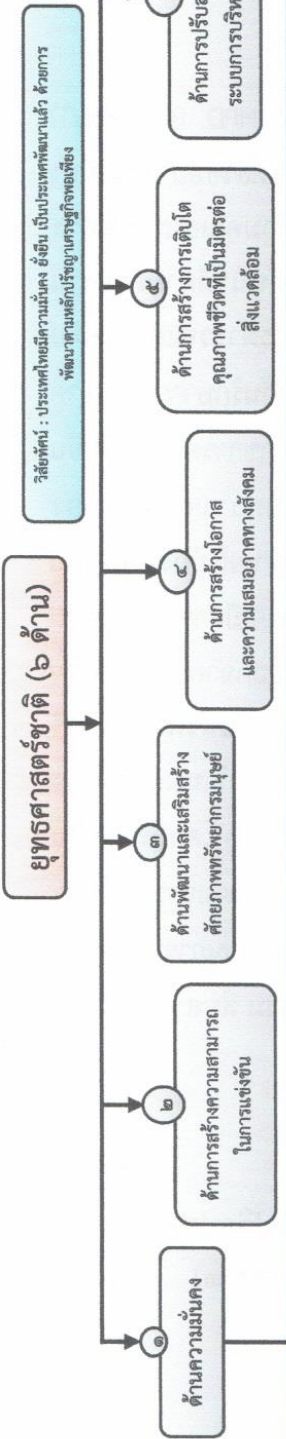 ยุทธศาสตร์ชาติ (๖ ด้าน)
วิสัยทัศน์ : ประเทศไทยมีความมั่นคง ยั่งยืน เป็นประเทศพัฒนาแล้ว ด้วยการ
พัฒนาตามหลักปรัชญาเศรษฐกิจพอเพียง
๑
ด้านความมั่นคง
๒
ด้านการสร้างความสามารถ
ในการแข่งขัน
๓
ด้านพัฒนาและเสริมสร้าง
ศักยภาพทรัพยากรมนุษย์
๔
ด้านการสร้างโอกาส
และความเสมอภาคทางสังคม
๕
ด้านการสร้างการเติบโต
คุณภาพชีวิตที่เป็นมิตรต่อ
สิ่งแวดล้อม
ด้านการปรับ
ระบบการบริห